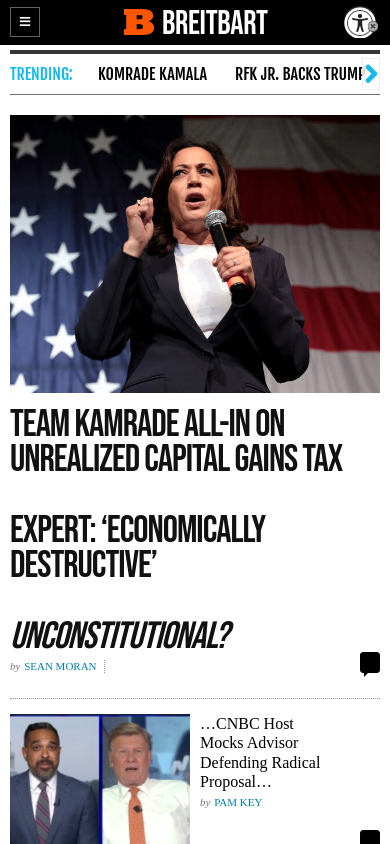 BREITBART
TRENDING: KOMRADE KAMALA RFK JR. BACKS TRUMP
TEAM KAMRADE ALL-IN ON
UNREALIZED CAPITAL GAINS TAX
EXPERT: ‘ECONOMICALLY
DESTRUCTIVE’
UNCONSTITUTIONAL?
by SEAN MORAN
…CNBC Host
Mocks Advisor
Defending Radical
Proposal…
by PAM KEY